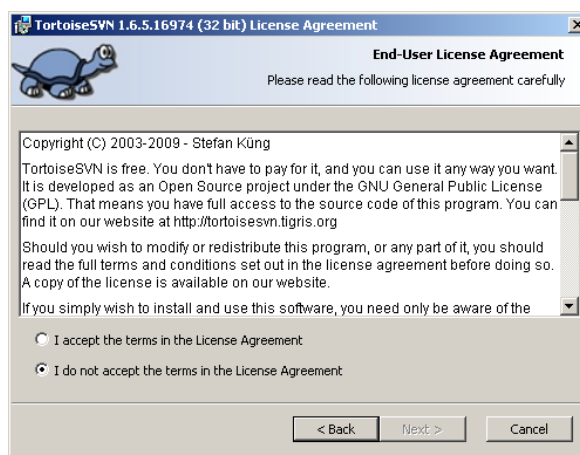 TortoiseSVN 1.6.5.16974 (32 bit) License Agreement
End-User License Agreement
Please read the following license agreement carefully
Copyright (C) 2003-2009 - Stefan Küng
TortoiseSVN is free. You don't have to pay for it, and you can use it any way you want.
It is developed as an Open Source project under the GNU General Public License
(GPL). That means you have full access to the source code of this program. You can
find it on our website at http://tortoisesvn.tigris.org
Should you wish to modify or redistribute this program, or any part of it, you should
read the full terms and conditions set out in the license agreement before doing so.
A copy of the license is available on our website.
If you simply wish to install and use this software, you need only be aware of the
I accept the terms in the License Agreement
I do not accept the terms in the License Agreement
< Back Next > Cancel